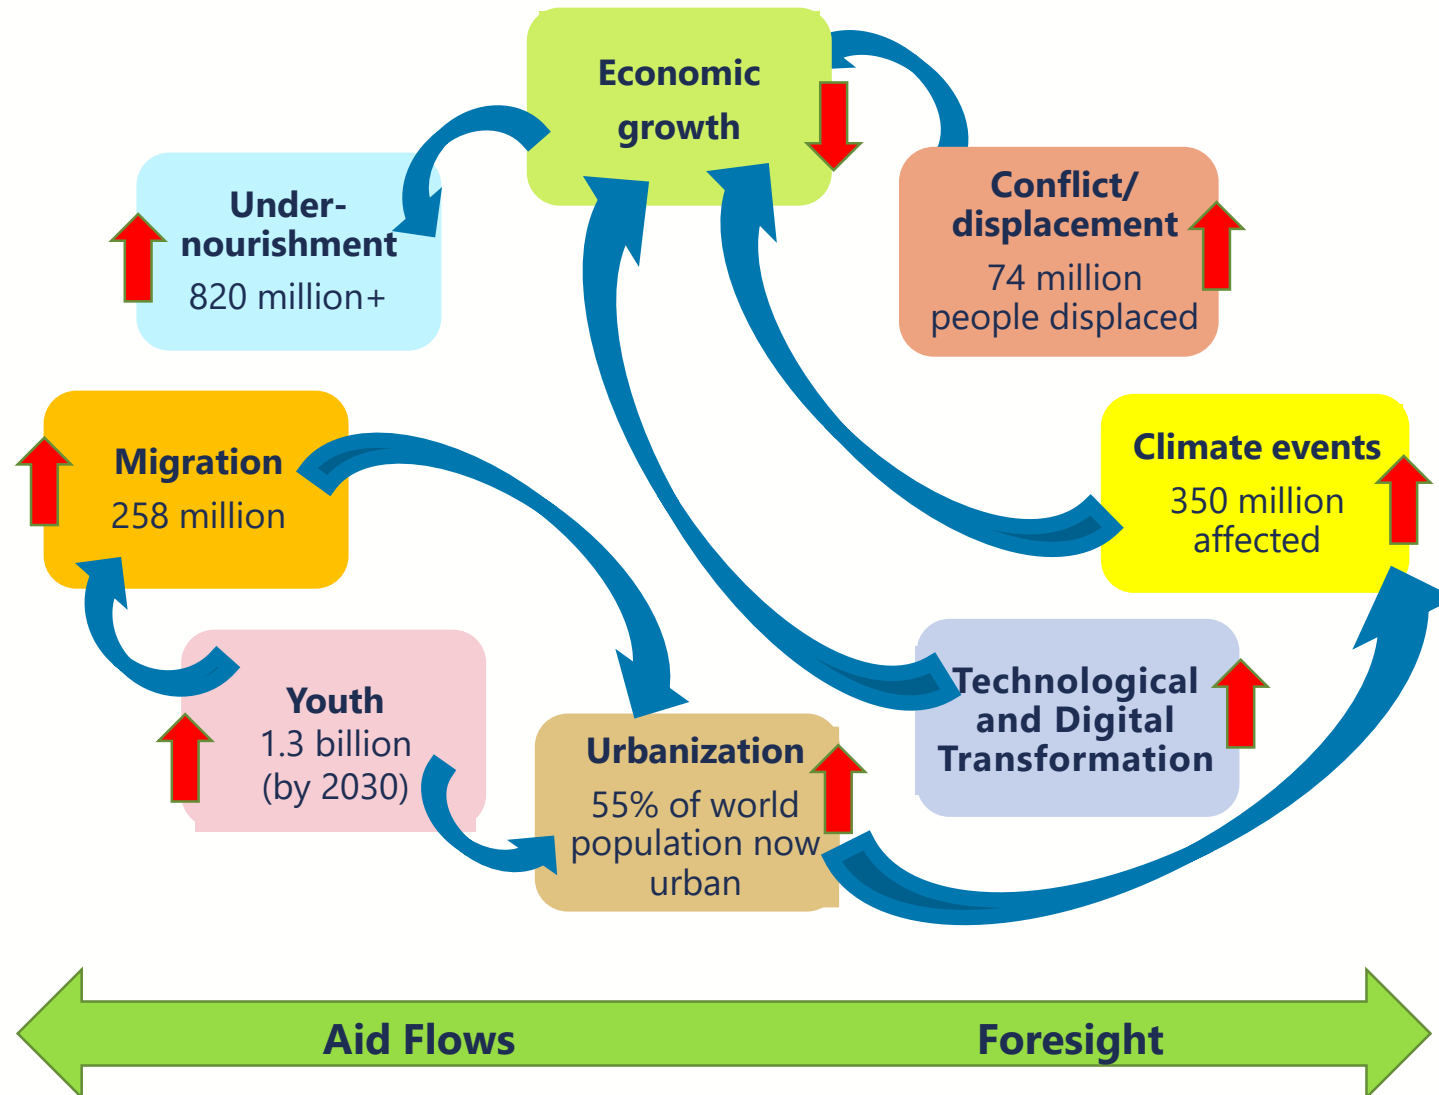 Economic
growth
Under-
nourishment
820 million+
Conflict/
displacement
74 million
people displaced
Migration
258 million
Climate events
350 million
affected
Youth
1.3 billion
(by 2030)
Urbanization
55% of world
population now
urban
Technological
and Digital
Transformation
Aid Flows
Foresight